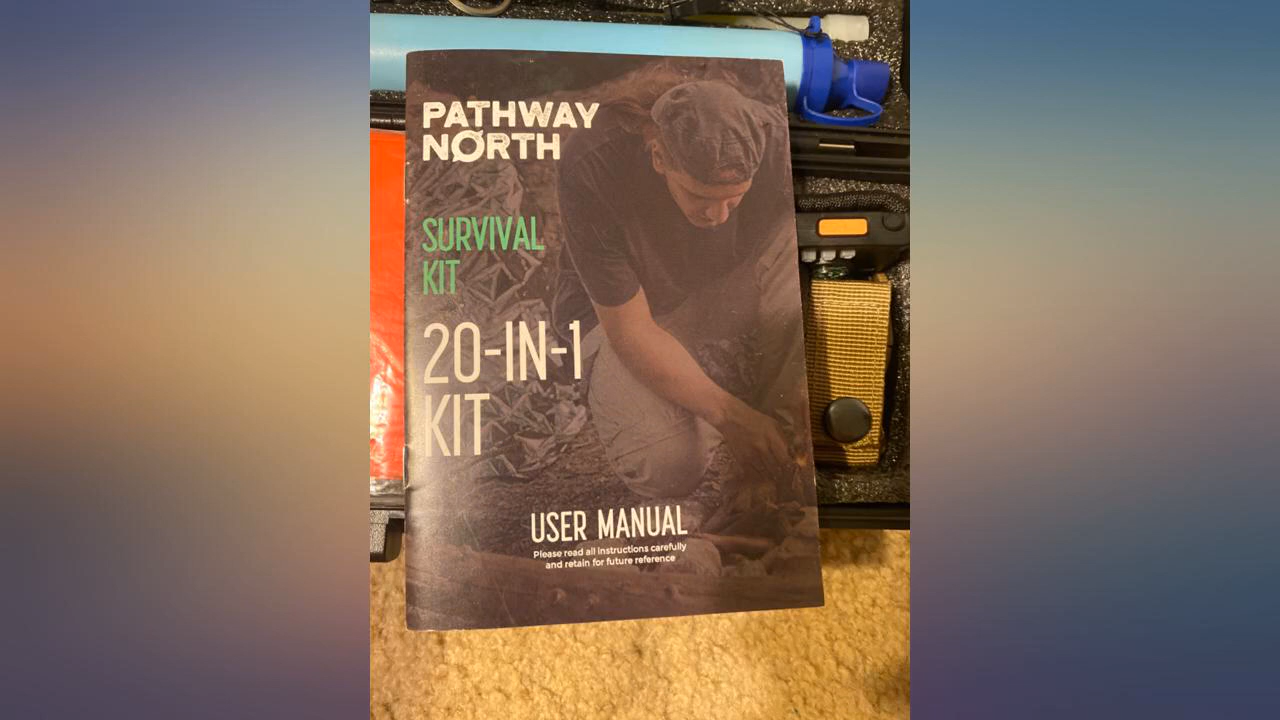 PATHWAY
NØRTH
SURVIVAL
KIT
20-IN-1
KIT
USER MANUAL
Please read all instructions carefully
and retain for future reference